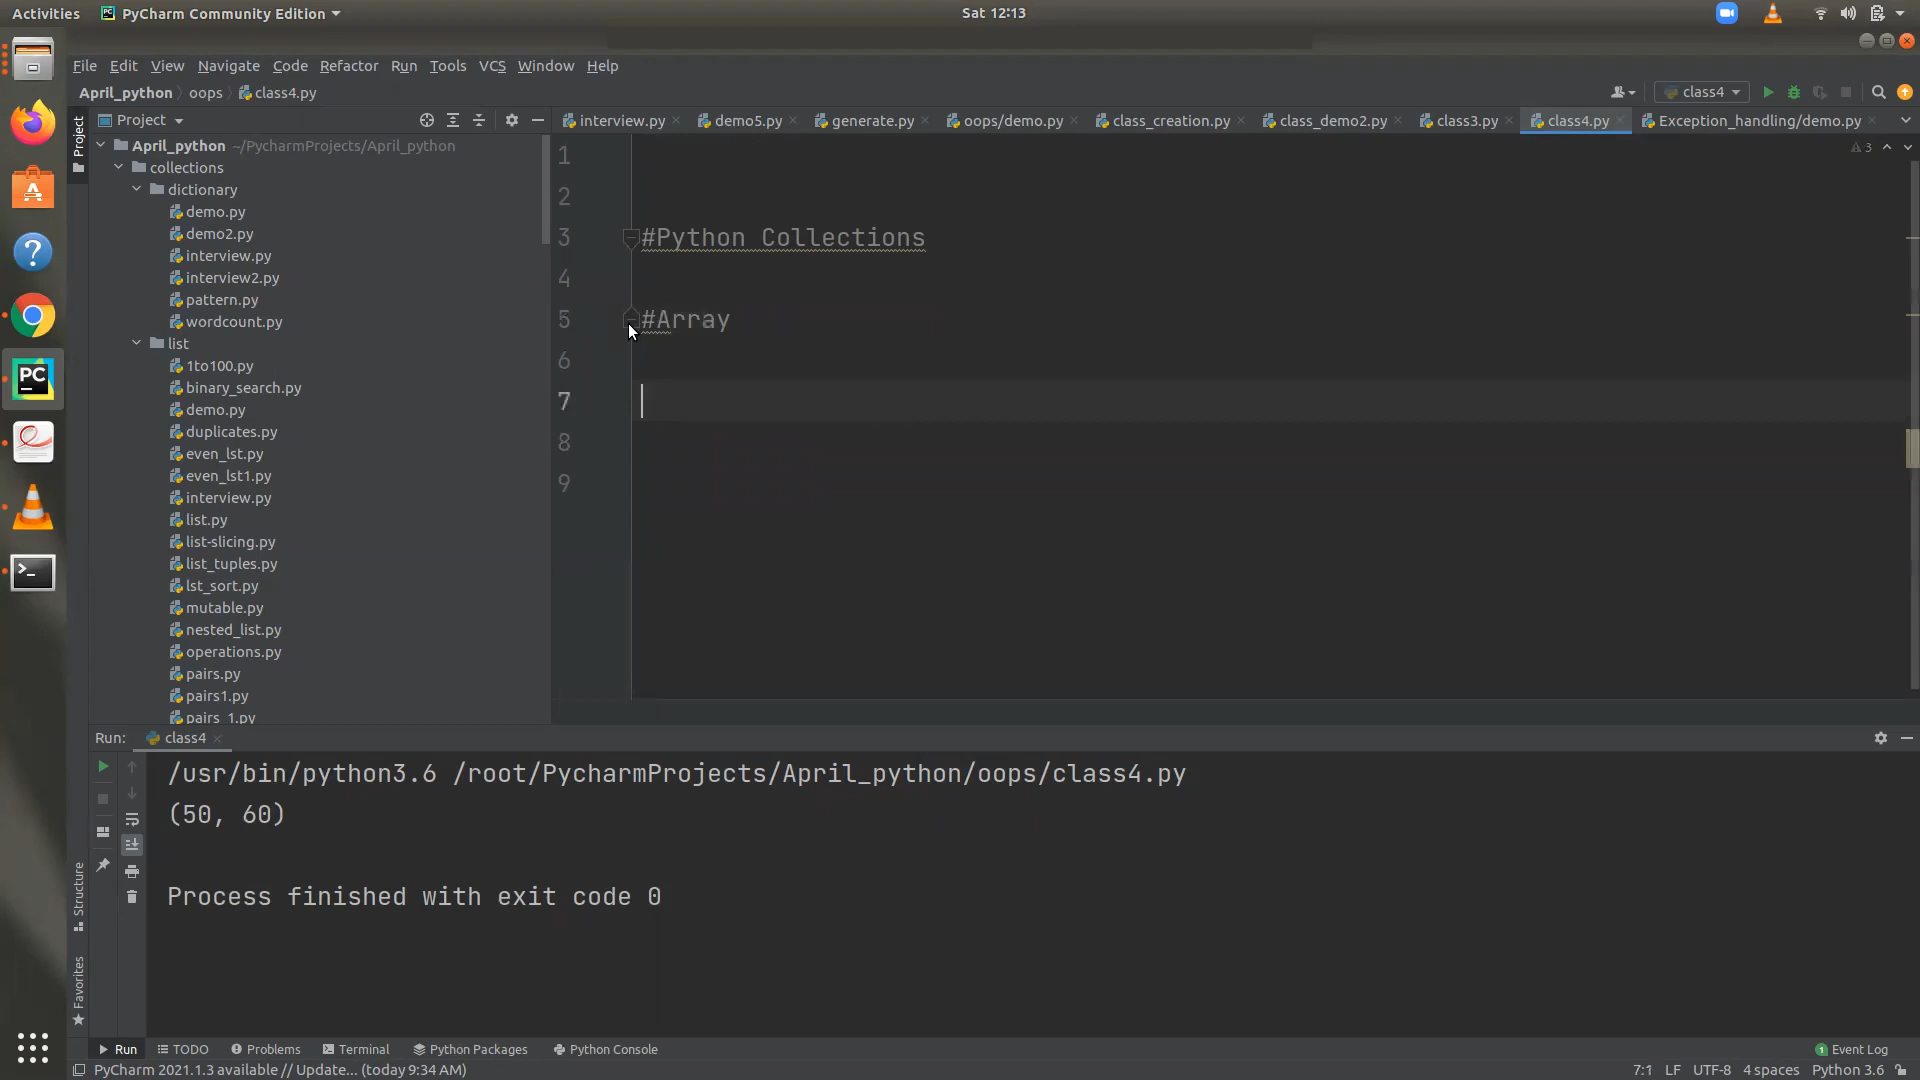 Activities PyCharm Community Edition Sat 12:13
File Edit View Navigate Code Refactor Run Tools VCS Window Help
April_python oops class4.py class4
Project interview.py demo5.py generate.py oops/demo.py class_creation.py class_demo2.py class3.py class4.py Exception_handling/demo.py
Project
April_python ~/PycharmProjects/April_python
collections
dictionary
demo.py
demo2.py
interview.py
interview2.py
pattern.py
wordcount.py
list
1to100.py
binary_search.py
demo.py
duplicates.py
even_lst.py
even_lst1.py
interview.py
list.py
list-slicing.py
list_tuples.py
lst_sort.py
mutable.py
nested_list.py
operations.py
pairs.py
pairs1.py
pairs_1.py
3
1
2
3 #Python Collections
4
5 #Array
6
7
8
9
Run: class4
/usr/bin/python3.6 /root/PycharmProjects/April_python/oops/class4.py
(50, 60)
Process finished with exit code 0
Structure
Favorites
Run TODO Problems Terminal Python Packages Python Console 1 Event Log
PyCharm 2021.1.3 available // Update... (today 9:34 AM) 7:1 LF UTF-8 4 spaces Python 3.6